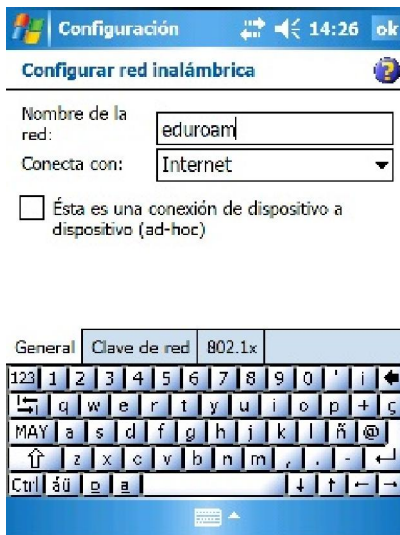 Configuración 14:26 ok
Configurar red inalámbrica ?
Nombre de la
red: eduroam
Conecta con: Internet
Ésta es una conexión de dispositivo a
dispositivo (ad-hoc)
General Clave de red 802.1x
123 1 2 3 4 5 6 7 8 9 0 ' ¡
q w e r t y u i o p + ç
MAY a s d f g h j k l ñ @
z x c v b n m , . -
Ctrl áü º ª